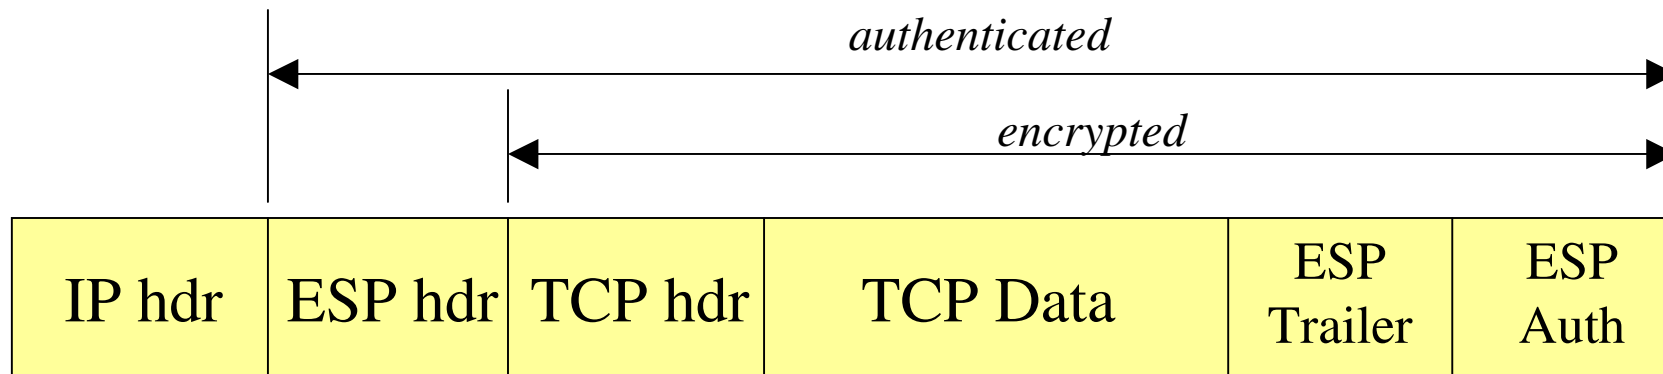 authenticated
encrypted
IP hdr
ESP hdr
TCP hdr
TCP Data
ESP
Trailer
ESP
Auth